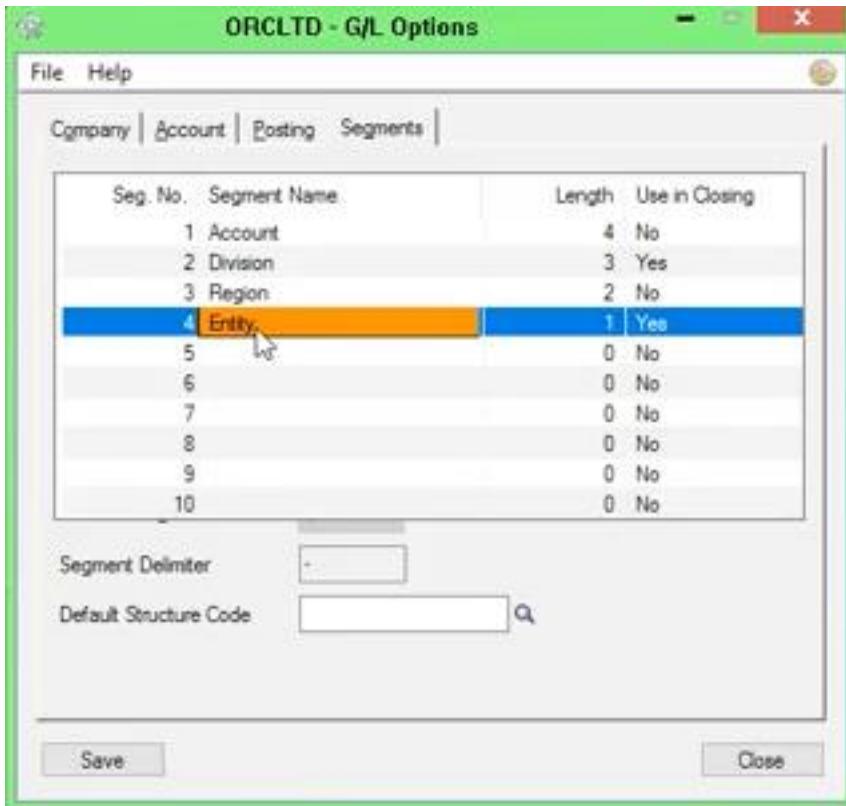 ORCLTD - G/L Options
File Help
Company Account Posting Segments
Seg. No. Segment Name Length Use in Closing
1 Account 4 No
2 Division 3 Yes
3 Region 2 No
4 Entity 1 Yes
5 0 No
6 0 No
7 0 No
8 0 No
9 0 No
10 0 No
Segment Delimiter -
Default Structure Code
Save Close